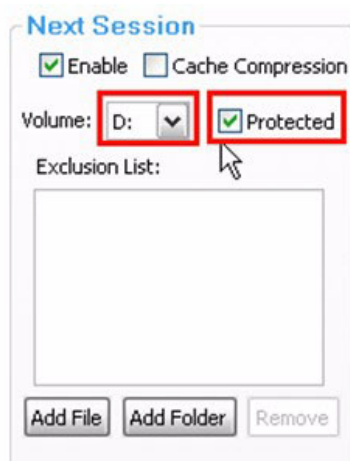 Next Session
Enable Cache Compression
Volume: D: Protected
Exclusion List:
Add File Add Folder Remove